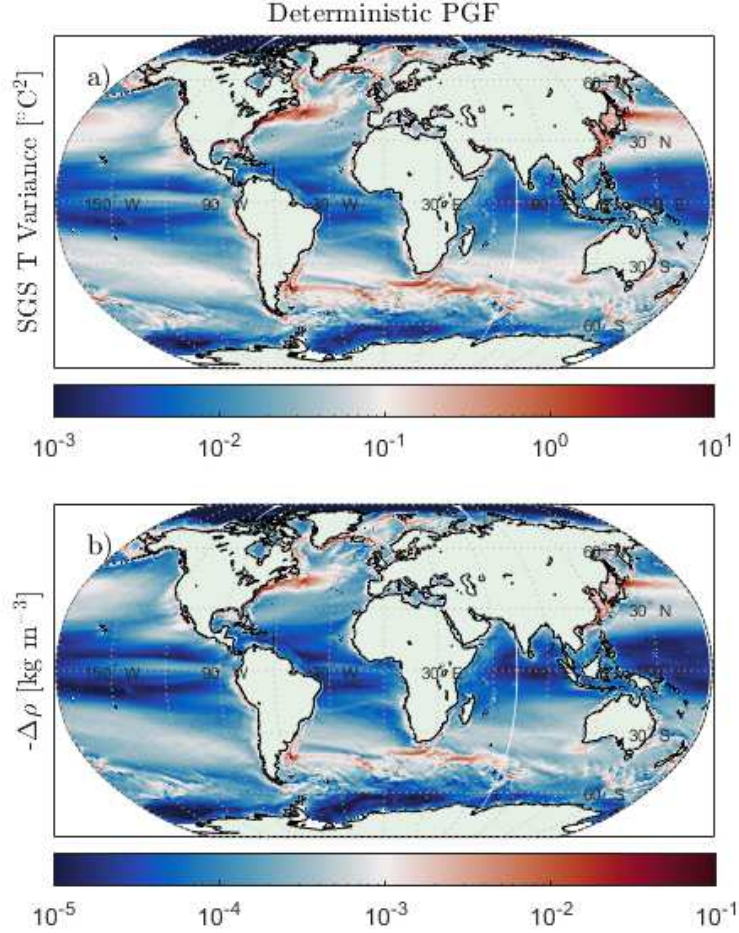 Deterministic PGF
a)
SGS T Variance [°C²]
60° N
30° N
150° W
90° W
30° W
30° E
90° E
150° E
30° S
60° S
10⁻³ 10⁻² 10⁻¹ 10⁰ 10¹
b)
-Δρ [kg m⁻³]
30° N
150° W
90° W
30° E
30° S
60° S
10⁻⁵ 10⁻⁴ 10⁻³ 10⁻² 10⁻¹